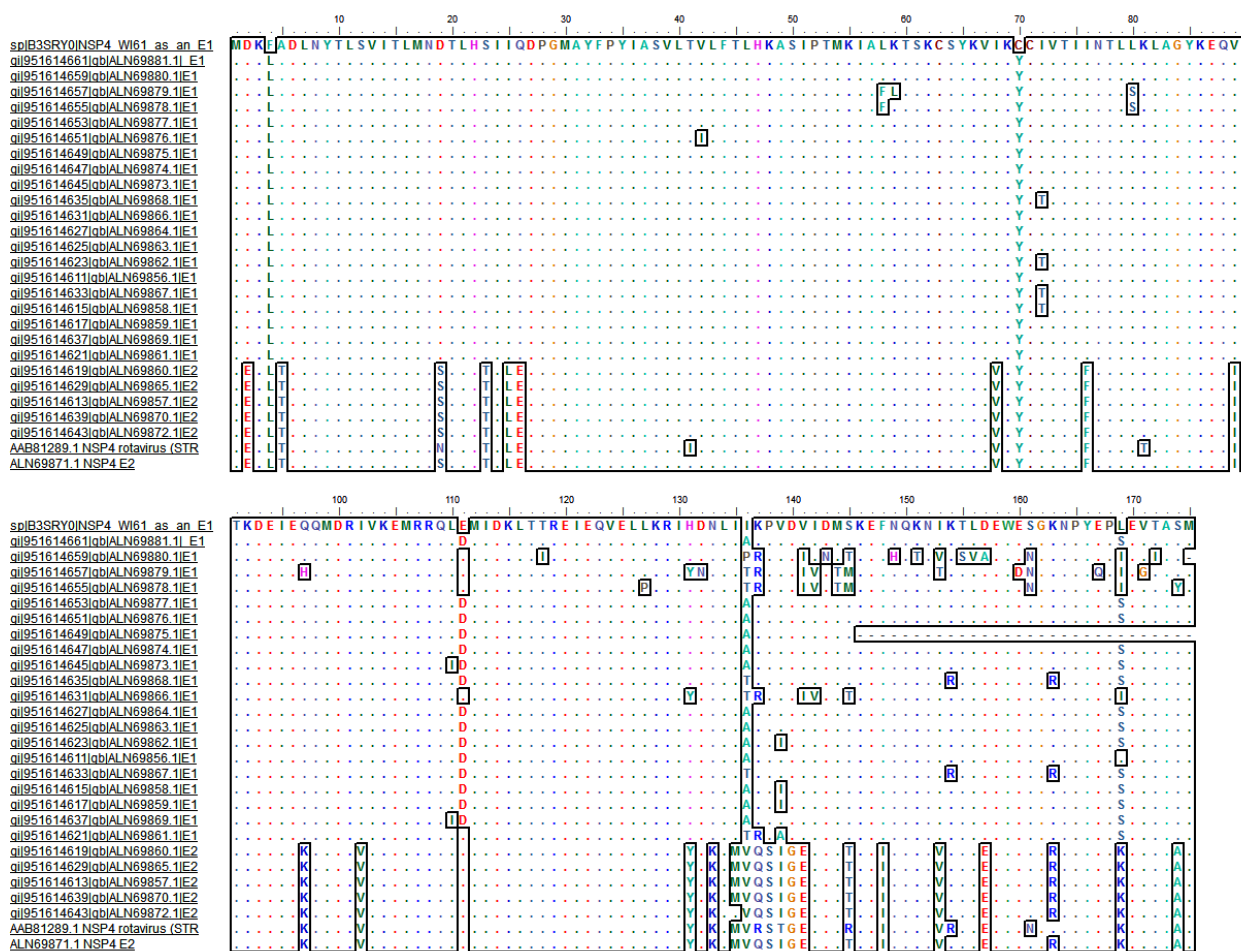 10 20 30 40 50 60 70 80
sp|B3SRY0|NSP4_WI61_as_an_E1 MDKFADLNYTLSVITLMNDTLHSIIQDPGMAYFPYIASVLTVLFTLHKASIPTMKIALKTSKCSYKVIKCCIVTIINTLLKLAGYKEQV
gi|951614661|gb|ALN69881.1|_E1 L Y
gi|951614659|gb|ALN69880.1|E1 L Y
gi|951614657|gb|ALN69879.1|E1 L F L Y S
gi|951614655|gb|ALN69878.1|E1 L F Y S
gi|951614653|gb|ALN69877.1|E1 L Y
gi|951614651|gb|ALN69876.1|E1 L I Y
gi|951614649|gb|ALN69875.1|E1 L Y
gi|951614647|gb|ALN69874.1|E1 L Y
gi|951614645|gb|ALN69873.1|E1 L Y
gi|951614635|gb|ALN69868.1|E1 L Y T
gi|951614631|gb|ALN69866.1|E1 L Y
gi|951614627|gb|ALN69864.1|E1 L Y
gi|951614625|gb|ALN69863.1|E1 L Y
gi|951614623|gb|ALN69862.1|E1 L Y T
gi|951614611|gb|ALN69856.1|E1 L Y
gi|951614633|gb|ALN69867.1|E1 L Y T
gi|951614615|gb|ALN69858.1|E1 L Y T
gi|951614617|gb|ALN69859.1|E1 L Y
gi|951614637|gb|ALN69869.1|E1 L Y
gi|951614621|gb|ALN69861.1|E1 L Y
gi|951614619|gb|ALN69860.1|E2 E L T S T L E V Y F I
gi|951614629|gb|ALN69865.1|E2 E L T S T L E V Y F I
gi|951614613|gb|ALN69857.1|E2 E L T S T L E V Y F I
gi|951614639|gb|ALN69870.1|E2 E L T S T L E V Y F I
gi|951614643|gb|ALN69872.1|E2 E L T S T L E V Y F I
AAB81289.1 NSP4 rotavirus (STR E L T N T L E I V Y F T I
ALN69871.1 NSP4 E2 E L T S T L E V Y F I
100 110 120 130 140 150 160 170
sp|B3SRY0|NSP4_WI61_as_an_E1 TKDEIEQQMDRIVKEMRRQLEMIDKLTTREIEQVELLKRIHDNLIIKPVDVIDMSKEFNQKNIKTLDEWESGKNPYEPLEVTASM
gi|951614661|gb|ALN69881.1|_E1 D A S
gi|951614659|gb|ALN69880.1|E1 I P R I N T H T V S V A N I I -
gi|951614657|gb|ALN69879.1|E1 H Y N T R I V T M T D N Q I G
gi|951614655|gb|ALN69878.1|E1 P T R I V T M N I Y
gi|951614653|gb|ALN69877.1|E1 D A S
gi|951614651|gb|ALN69876.1|E1 D A S
gi|951614649|gb|ALN69875.1|E1 D A ------------------------------
gi|951614647|gb|ALN69874.1|E1 D A S
gi|951614645|gb|ALN69873.1|E1 I D A S
gi|951614635|gb|ALN69868.1|E1 D T R R S
gi|951614631|gb|ALN69866.1|E1 Y T R I V T I
gi|951614627|gb|ALN69864.1|E1 D A S
gi|951614625|gb|ALN69863.1|E1 D A S
gi|951614623|gb|ALN69862.1|E1 D A I S
gi|951614611|gb|ALN69856.1|E1 D A
gi|951614633|gb|ALN69867.1|E1 D T R R S
gi|951614615|gb|ALN69858.1|E1 D A I S
gi|951614617|gb|ALN69859.1|E1 D A I S
gi|951614637|gb|ALN69869.1|E1 I D A S
gi|951614621|gb|ALN69861.1|E1 T R A S
gi|951614619|gb|ALN69860.1|E2 K V Y K M V Q S I G E T I V E R K A
gi|951614629|gb|ALN69865.1|E2 K V Y K M V Q S I G E T I V E R K A
gi|951614613|gb|ALN69857.1|E2 K V Y K M V Q S I G E T I V E R K A
gi|951614639|gb|ALN69870.1|E2 K V Y K M V Q S I G E T I V E R K A
gi|951614643|gb|ALN69872.1|E2 K V Y K V Q S I G E T I V E R K A
AAB81289.1 NSP4 rotavirus (STR K V Y K M V R S T G E R I V R E N K A
ALN69871.1 NSP4 E2 K V Y K M V Q S I G E T I V E R K A